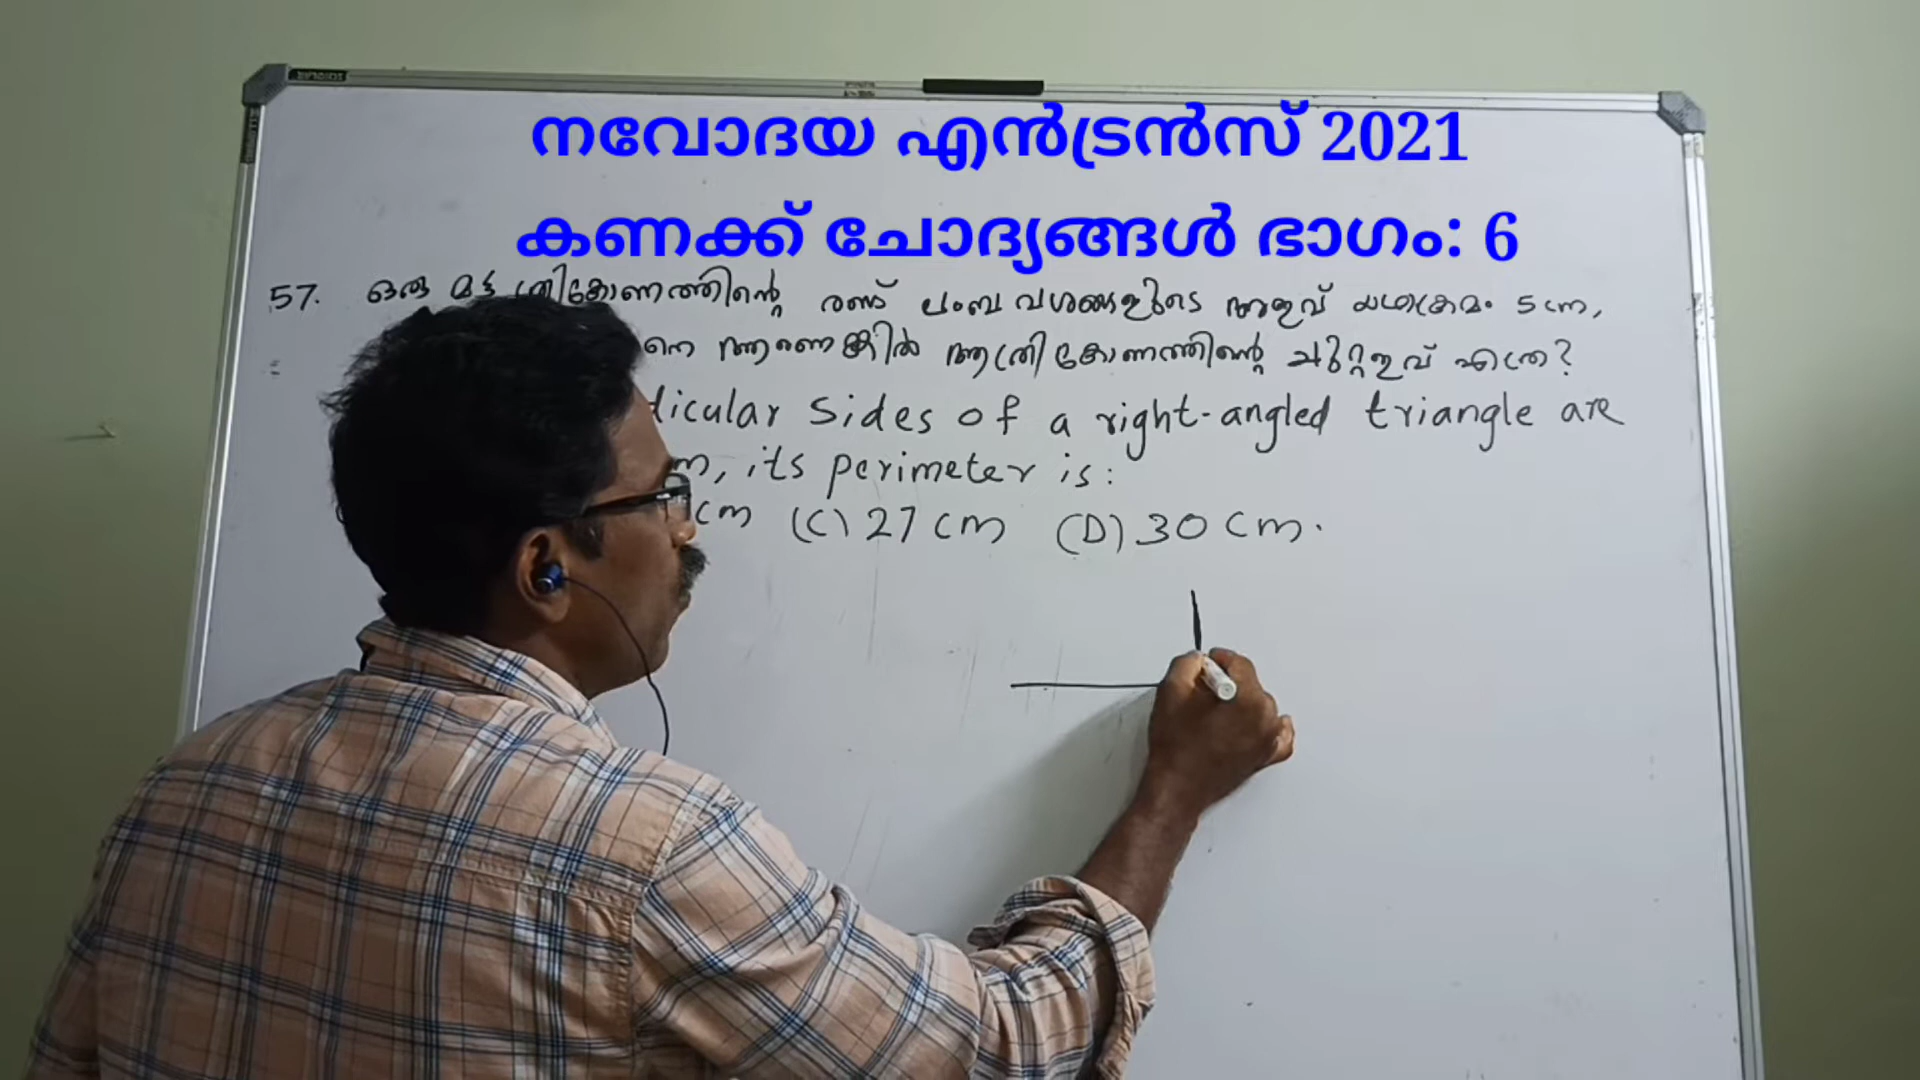 നവോദയ എൻട്രൻസ് 2021
കണക്ക് ചോദ്യങ്ങൾ ഭാഗം: 6
57. ഒരു മട്ട ത്രികോണത്തിന്റെ രണ്ട് ലംബ വശങ്ങളുടെ അളവ് യഥാക്രമം 5cm,
ആണെങ്കിൽ ആ ത്രികോണത്തിന്റെ ചുറ്റളവ് എത്ര?
dicular sides of a right-angled triangle are
m, its perimeter is:
cm (C) 27 cm (D) 30 cm.